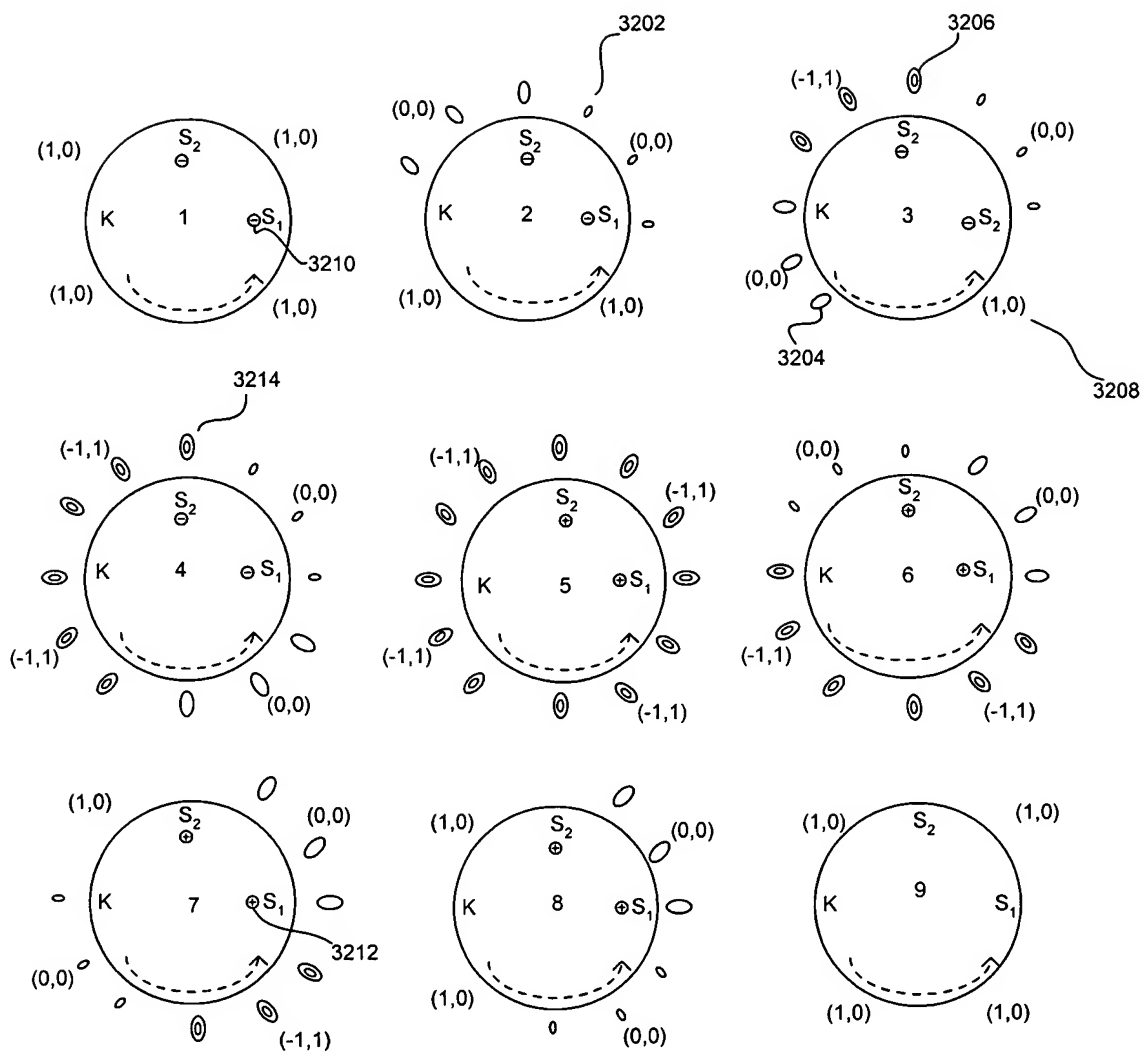 3202
3206
(1,0) S2 (1,0)
K 1 ⊖S1
3210
(1,0) (1,0)
(0,0) S2 (0,0)
K 2 ⊖S1
(1,0) (1,0)
(-1,1) S2 (0,0)
K 3 ⊖S2
(0,0) (1,0)
3204
3208
3214
(-1,1) S2 (0,0)
K 4 ⊖S1
(-1,1) (0,0)
(-1,1) S2 (-1,1)
K 5 ⊕S1
(-1,1) (-1,1)
(0,0) S2 (0,0)
K 6 ⊕S1
(-1,1) (-1,1)
(1,0) S2 (0,0)
K 7 ⊕S1
3212
(0,0) (-1,1)
(1,0) S2 (0,0)
K 8 ⊕S1
(1,0) (0,0)
(1,0) S2 (1,0)
K 9 S1
(1,0) (1,0)